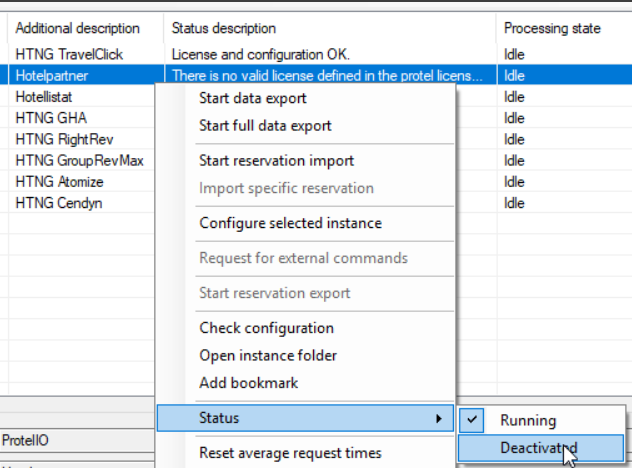 Additional description Status description Processing state
HTNG TravelClick License and configuration OK. Idle
Hotelpartner There is no valid license defined in the protel licens... Idle
Hotellistat Idle
HTNG GHA Idle
HTNG RightRev Idle
HTNG GroupRevMax Idle
HTNG Atomize Idle
HTNG Cendyn Idle
Start data export
Start full data export
Start reservation import
Import specific reservation
Configure selected instance
Request for external commands
Start reservation export
Check configuration
Open instance folder
Add bookmark
Status
Running
Deactivated
Reset average request times
ProtelIO